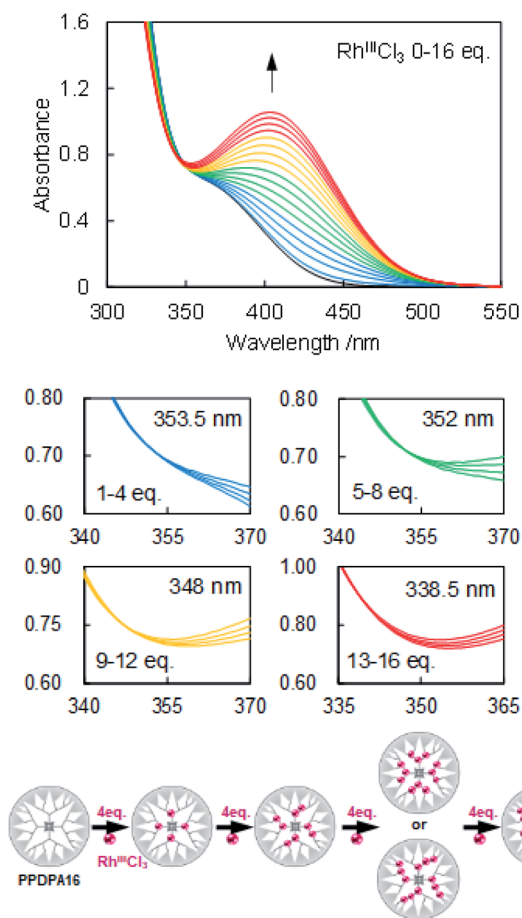 1.6
Rh^III Cl₃ 0-16 eq.
1.2
Absorbance
0.8
0.4
0
300 350 400 450 500 550
Wavelength /nm
0.80 353.5 nm
0.70
1-4 eq.
0.60
340 355 370
0.80 352 nm
0.70
5-8 eq.
0.60
340 355 370
0.90 348 nm
0.75
9-12 eq.
0.60
340 355 370
1.00 338.5 nm
0.80
13-16 eq.
0.60
335 350 365
4eq. 4eq. 4eq. or 4eq.
Rh^III Cl₃
PPDPA16